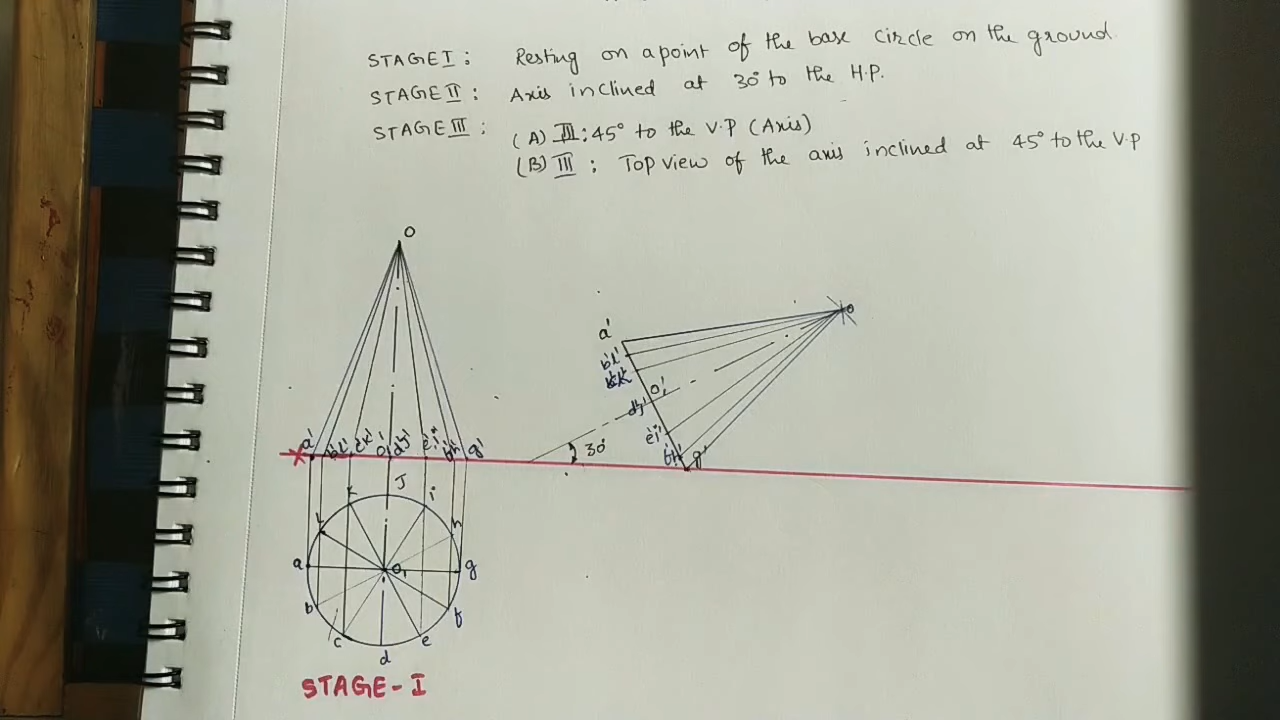 STAGE I : Resting on a point of the base circle on the ground.
STAGE II : Axis inclined at 30° to the H.P.
STAGE III : (A) III : 45° to the V.P (Axis)
(B) III : Top view of the axis inclined at 45° to the V.P
O
o
a'
b'l'
o'1
d'j'
e'i'
g'
30°
a'
b'l'
c'k'
o'
d'j'
e'i'
g'
J
K
i
L
h
a
O1
g
b
f
c
e
d
STAGE - I